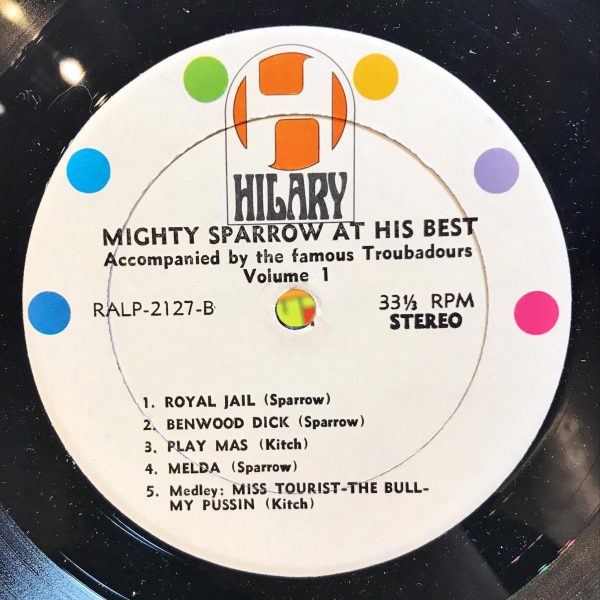 HILARY
MIGHTY SPARROW AT HIS BEST
Accompanied by the famous Troubadours
Volume 1
RALP-2127-B
33⅓ RPM
STEREO
1. ROYAL JAIL (Sparrow)
2. BENWOOD DICK (Sparrow)
3. PLAY MAS (Kitch)
4. MELDA (Sparrow)
5. Medley: MISS TOURIST-THE BULL-
MY PUSSIN (Kitch)